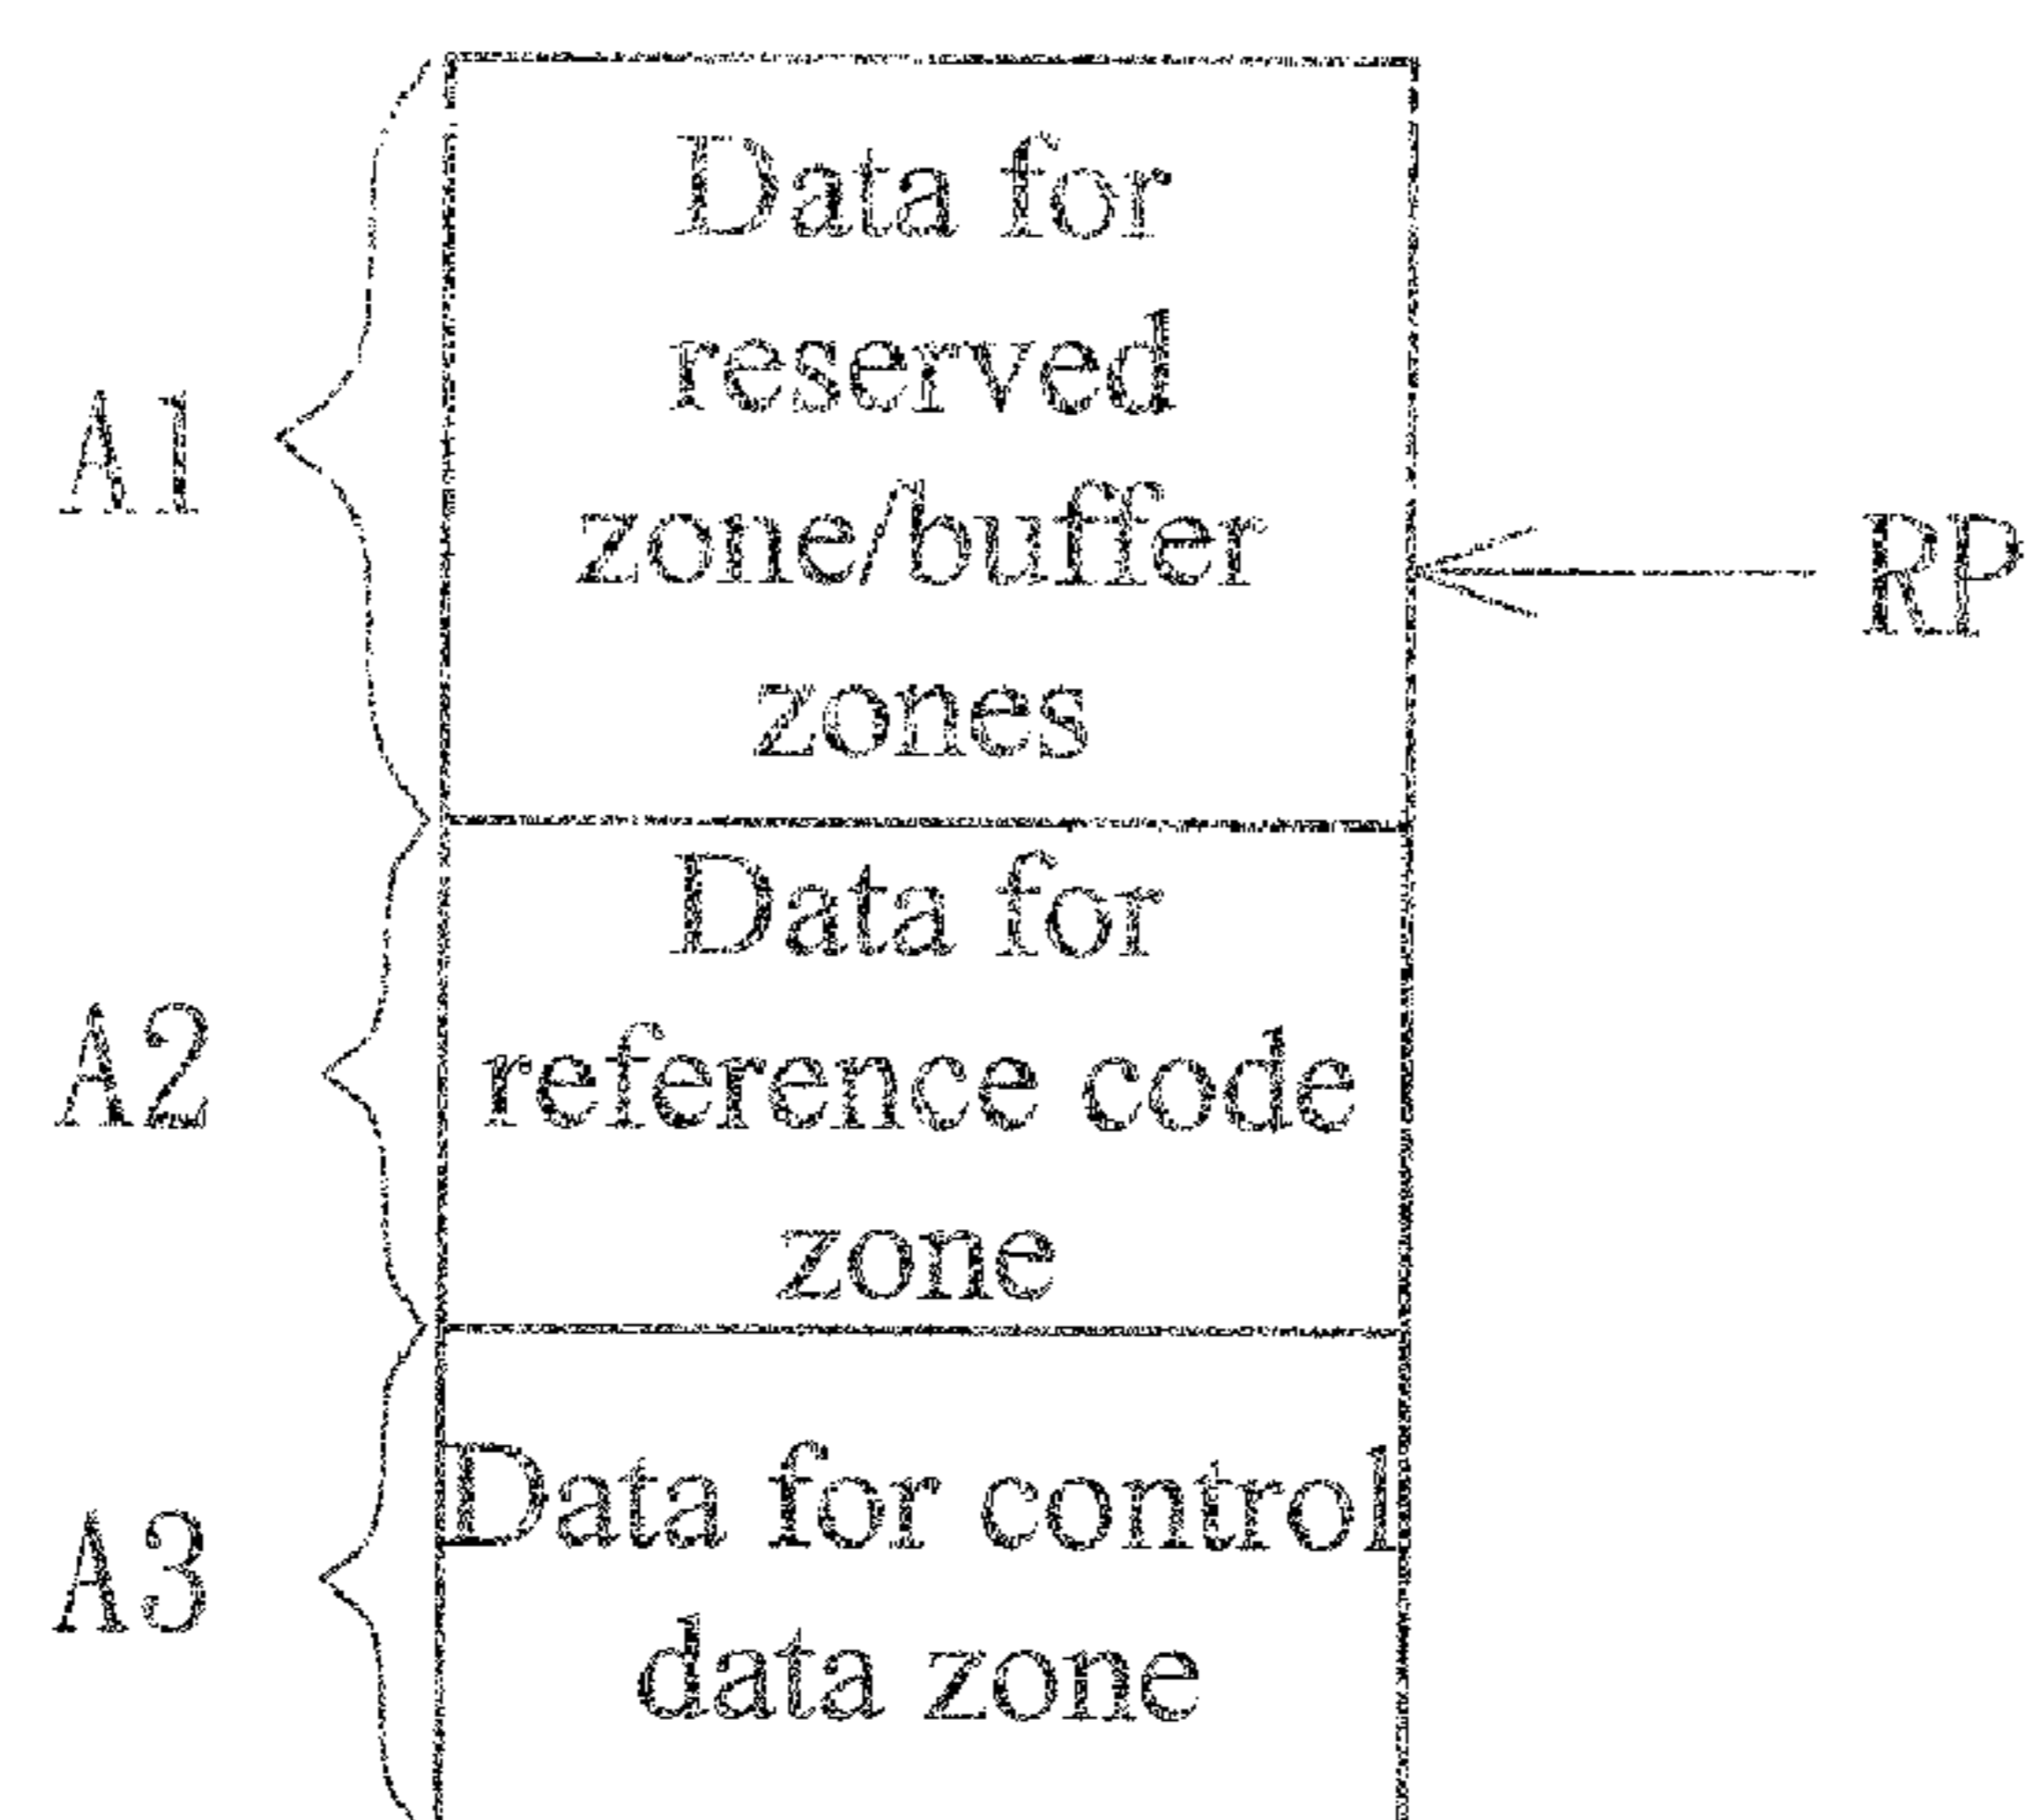 Data for
reserved
A1
zone/buffer
RP
zones
Data for
A2
reference code
zone
Data for control
A3
data zone